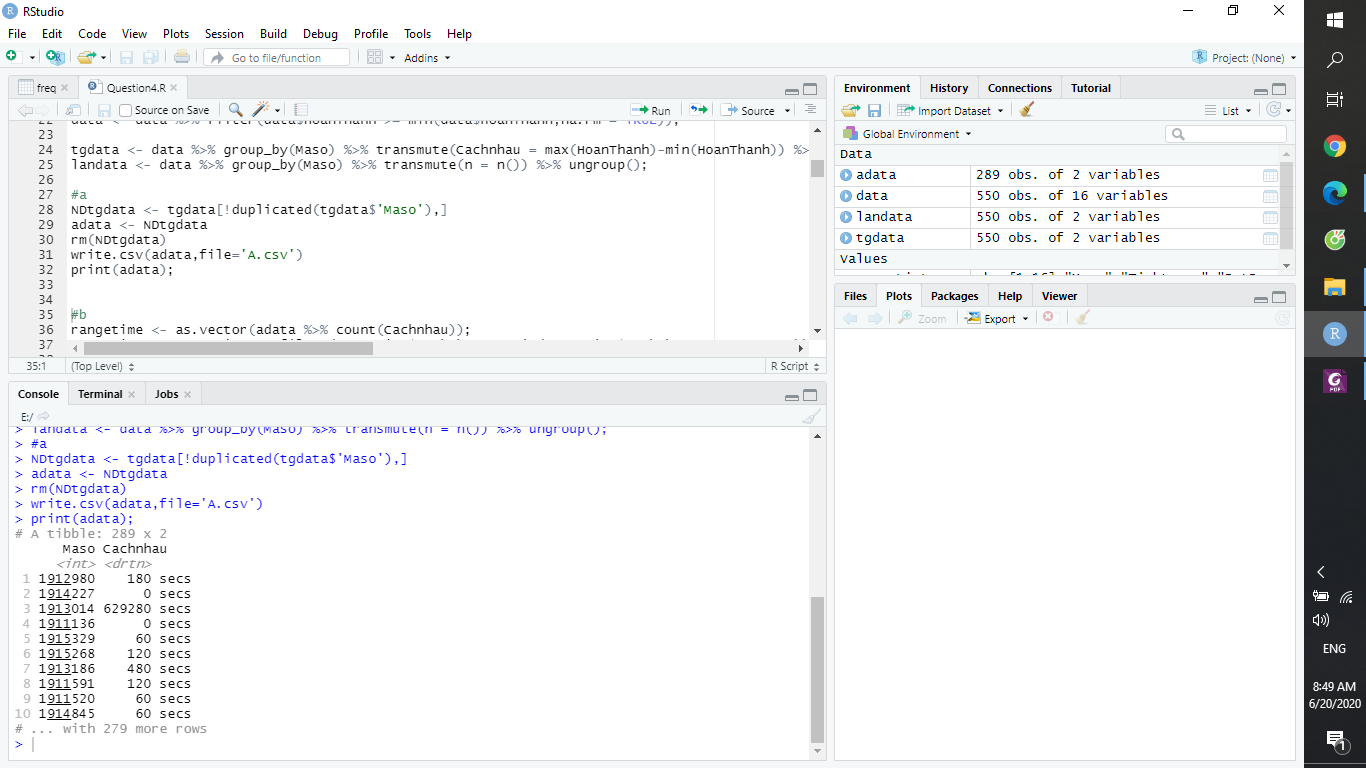 RStudio
File Edit Code View Plots Session Build Debug Profile Tools Help
Go to file/function Addins Project: (None)
freq Question4.R
Source on Save Run Source
23
24 tgdata <- data %>% group_by(Maso) %>% transmute(Cachnhau = max(HoanThanh)-min(HoanThanh)) %>
25 landata <- data %>% group_by(Maso) %>% transmute(n = n()) %>% ungroup();
26
27 #a
28 NDtgdata <- tgdata[!duplicated(tgdata$'Maso'),]
29 adata <- NDtgdata
30 rm(NDtgdata)
31 write.csv(adata,file='A.csv')
32 print(adata);
33
34
35 #b
36 rangetime <- as.vector(adata %>% count(Cachnhau));
37
35:1 (Top Level) R Script
Console Terminal Jobs
E:/
> landata <- data %>% group_by(Maso) %>% transmute(n = n()) %>% ungroup();
> #a
> NDtgdata <- tgdata[!duplicated(tgdata$'Maso'),]
> adata <- NDtgdata
> rm(NDtgdata)
> write.csv(adata,file='A.csv')
> print(adata);
# A tibble: 289 x 2
Maso Cachnhau
<int> <drtn>
1 1912980 180 secs
2 1914227 0 secs
3 1913014 629280 secs
4 1911136 0 secs
5 1915329 60 secs
6 1915268 120 secs
7 1913186 480 secs
8 1911591 120 secs
9 1911520 60 secs
10 1914845 60 secs
# ... with 279 more rows
>
Environment History Connections Tutorial
Import Dataset List
Global Environment
Data
adata 289 obs. of 2 variables
data 550 obs. of 16 variables
landata 550 obs. of 2 variables
tgdata 550 obs. of 2 variables
Values
Files Plots Packages Help Viewer
Zoom Export
R
PDF
ENG
8:49 AM
6/20/2020
1